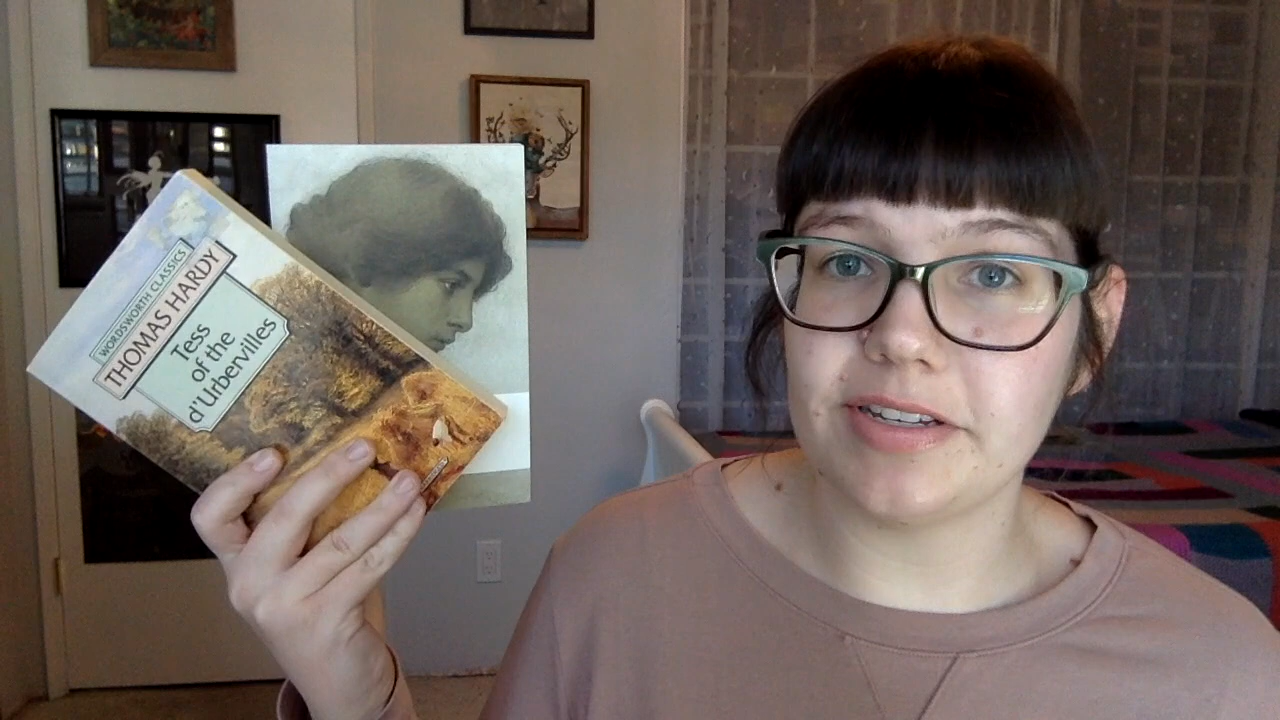 WORDSWORTH CLASSICS
THOMAS HARDY
Tess
of the
d'Urbervilles